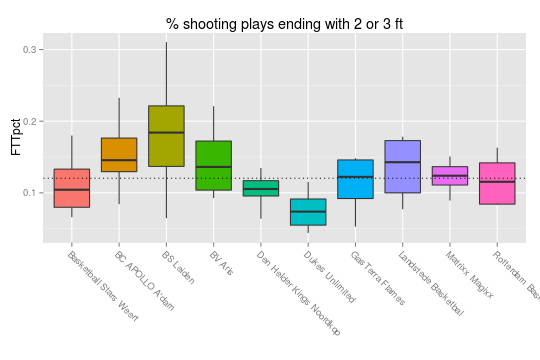 % shooting plays ending with 2 or 3 ft
FTTpct
0.3
0.2
0.1
Basketball Stars Weert
BC APOLLO A'dam
BS Leiden
BV Aris
Den Helder Kings Noordkop
Dukes Unlimited
GasTerra Flames
Landstede Basketbal
Matrixx Magixx
Rotterdam Bas